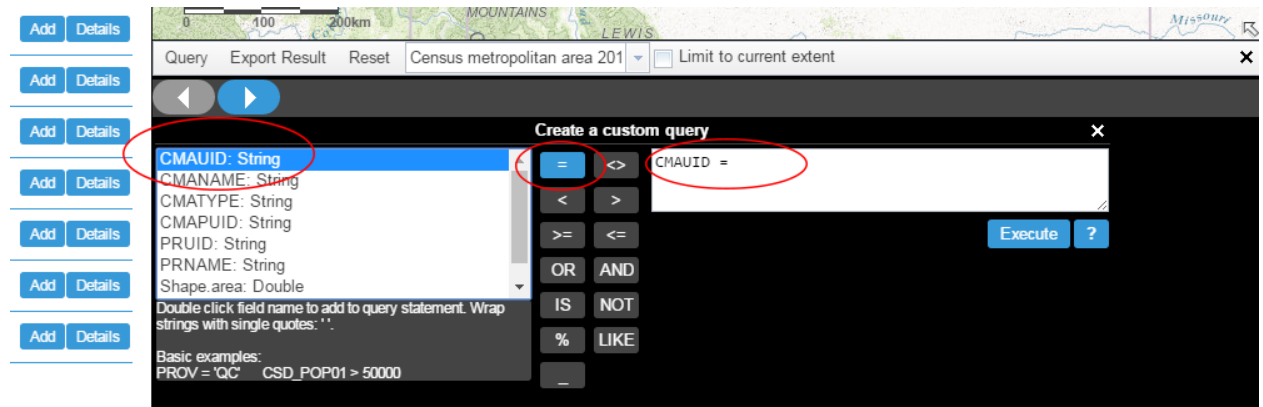 0 100 200km
MOUNTAINS
LEWIS
Missouri
Add Details
Query Export Result Reset Census metropolitan area 201 Limit to current extent ×
Add Details
Add Details
Create a custom query ×
CMAUID: String
CMANAME: String
CMATYPE: String
CMAPUID: String
PRUID: String
PRNAME: String
Shape.area: Double
Double click field name to add to query statement. Wrap
strings with single quotes: ' '.
Basic examples:
PROV = 'QC' CSD_POP01 > 50000
= <>
< >
>= <=
OR AND
IS NOT
% LIKE
_
CMAUID =
Execute ?
Add Details
Add Details
Add Details
Add Details